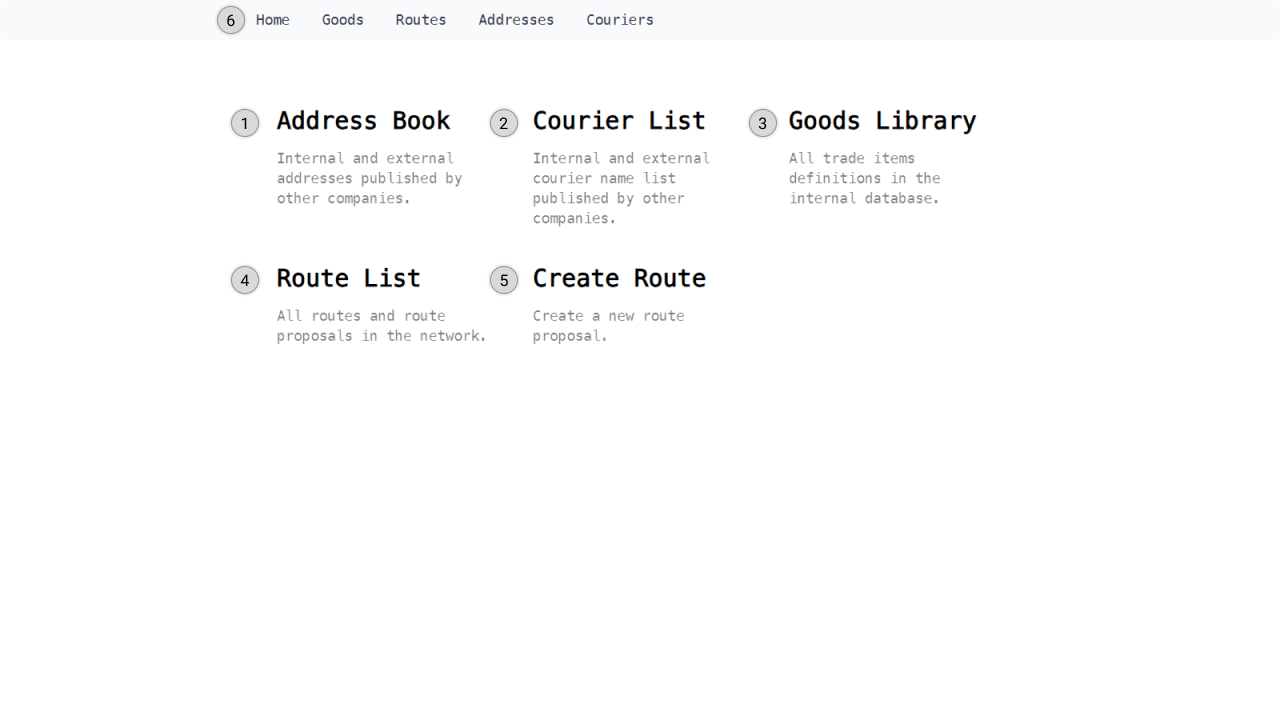 6 Home Goods Routes Addresses Couriers
1 Address Book
Internal and external
addresses published by
other companies.
2 Courier List
Internal and external
courier name list
published by other
companies.
3 Goods Library
All trade items
definitions in the
internal database.
4 Route List
All routes and route
proposals in the network.
5 Create Route
Create a new route
proposal.